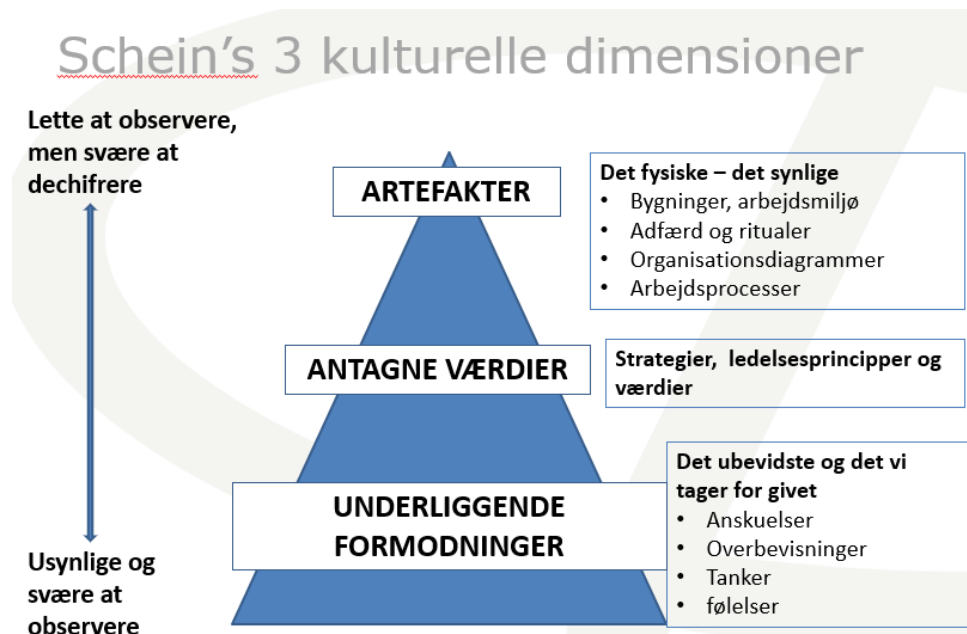 Schein's 3 kulturelle dimensioner
Lette at observere,
men svære at
dechifrere
ARTEFAKTER
Det fysiske – det synlige
• Bygninger, arbejdsmiljø
• Adfærd og ritualer
• Organisationsdiagrammer
• Arbejdsprocesser
ANTAGNE VÆRDIER
Strategier, ledelsesprincipper og
værdier
UNDERLIGGENDE
FORMODNINGER
Det ubevidste og det vi
tager for givet
• Anskuelser
• Overbevisninger
• Tanker
• følelser
Usynlige og
svære at
observere